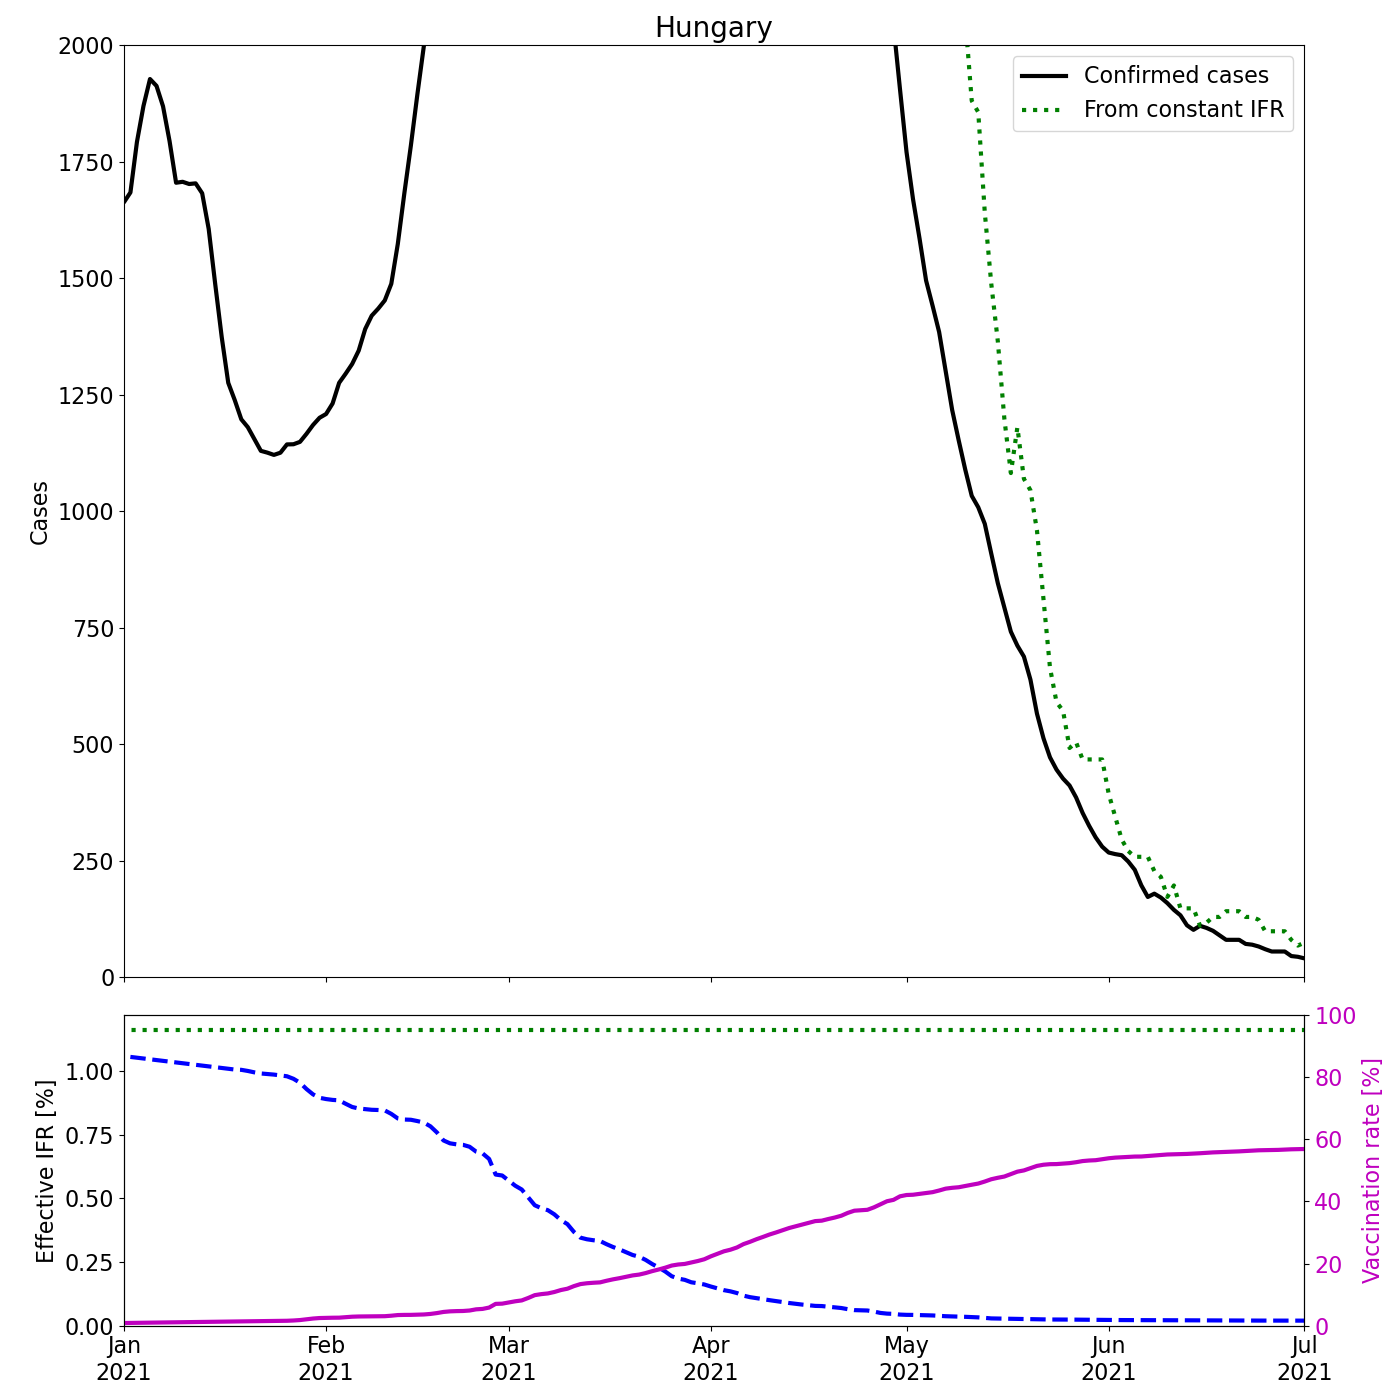 Hungary
2000
1750
1500
1250
1000
750
500
250
0
Cases
Confirmed cases
From constant IFR
1.00
0.75
0.50
0.25
0.00
Effective IFR [%]
100
80
60
40
20
0
Vaccination rate [%]
Jan Feb Mar Apr May Jun Jul
2021 2021 2021 2021 2021 2021 2021